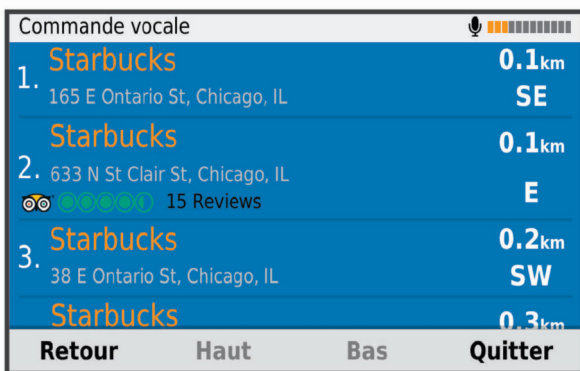 Commande vocale
1. Starbucks 0.1km
165 E Ontario St, Chicago, IL SE
2. Starbucks 0.1km
633 N St Clair St, Chicago, IL E
15 Reviews
3. Starbucks 0.2km
38 E Ontario St, Chicago, IL SW
Starbucks 0.3km
Retour Haut Bas Quitter